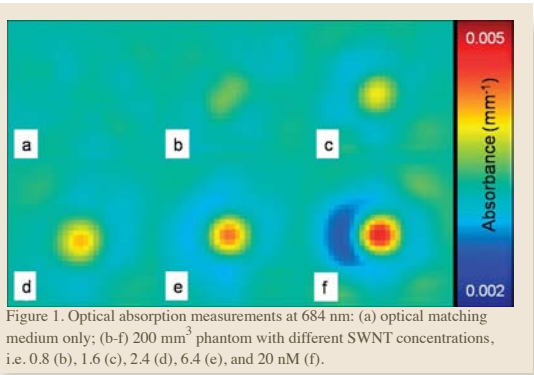 0.005
a
b
c
Absorbance (mm⁻¹)
d
e
f
0.002
Figure 1. Optical absorption measurements at 684 nm: (a) optical matching
medium only; (b-f) 200 mm³ phantom with different SWNT concentrations,
i.e. 0.8 (b), 1.6 (c), 2.4 (d), 6.4 (e), and 20 nM (f).